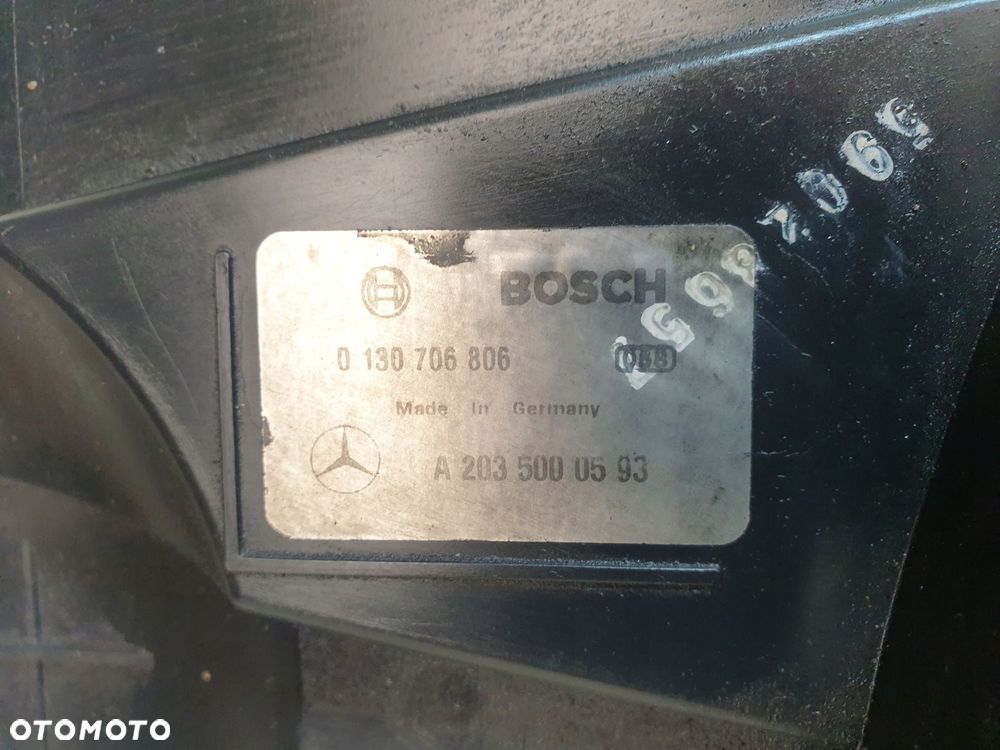 BOSCH
0 130 706 806
Made In Germany
A 203 500 05 93
OTOMOTO